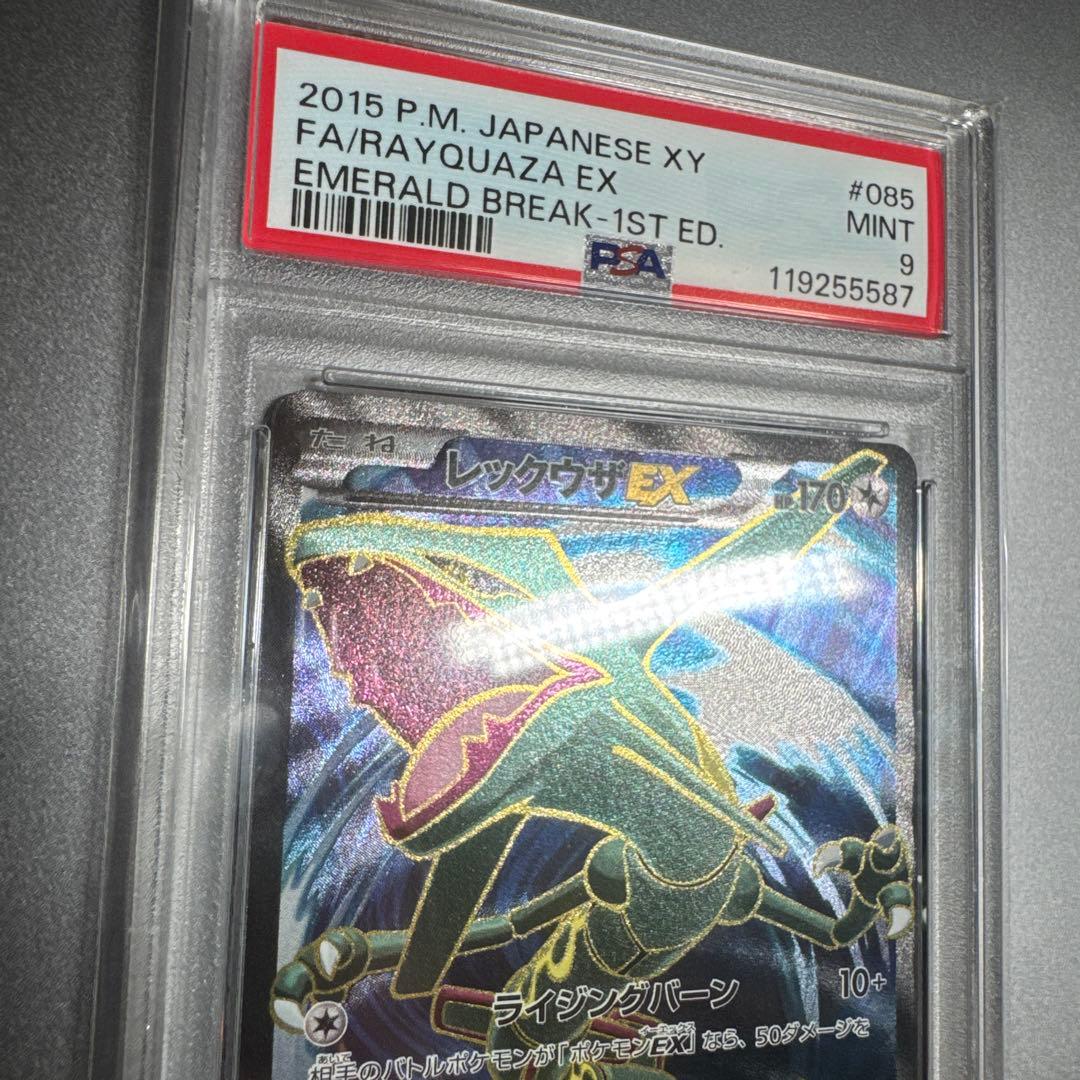 2015 P.M. JAPANESE XY
FA/RAYQUAZA EX
EMERALD BREAK-1ST ED.
#085
MINT
9
119255587
PSA
たね
レックウザEX
HP170
ライジングバーン 10+
相手のバトルポケモンが「ポケモンEX」なら、50ダメージを